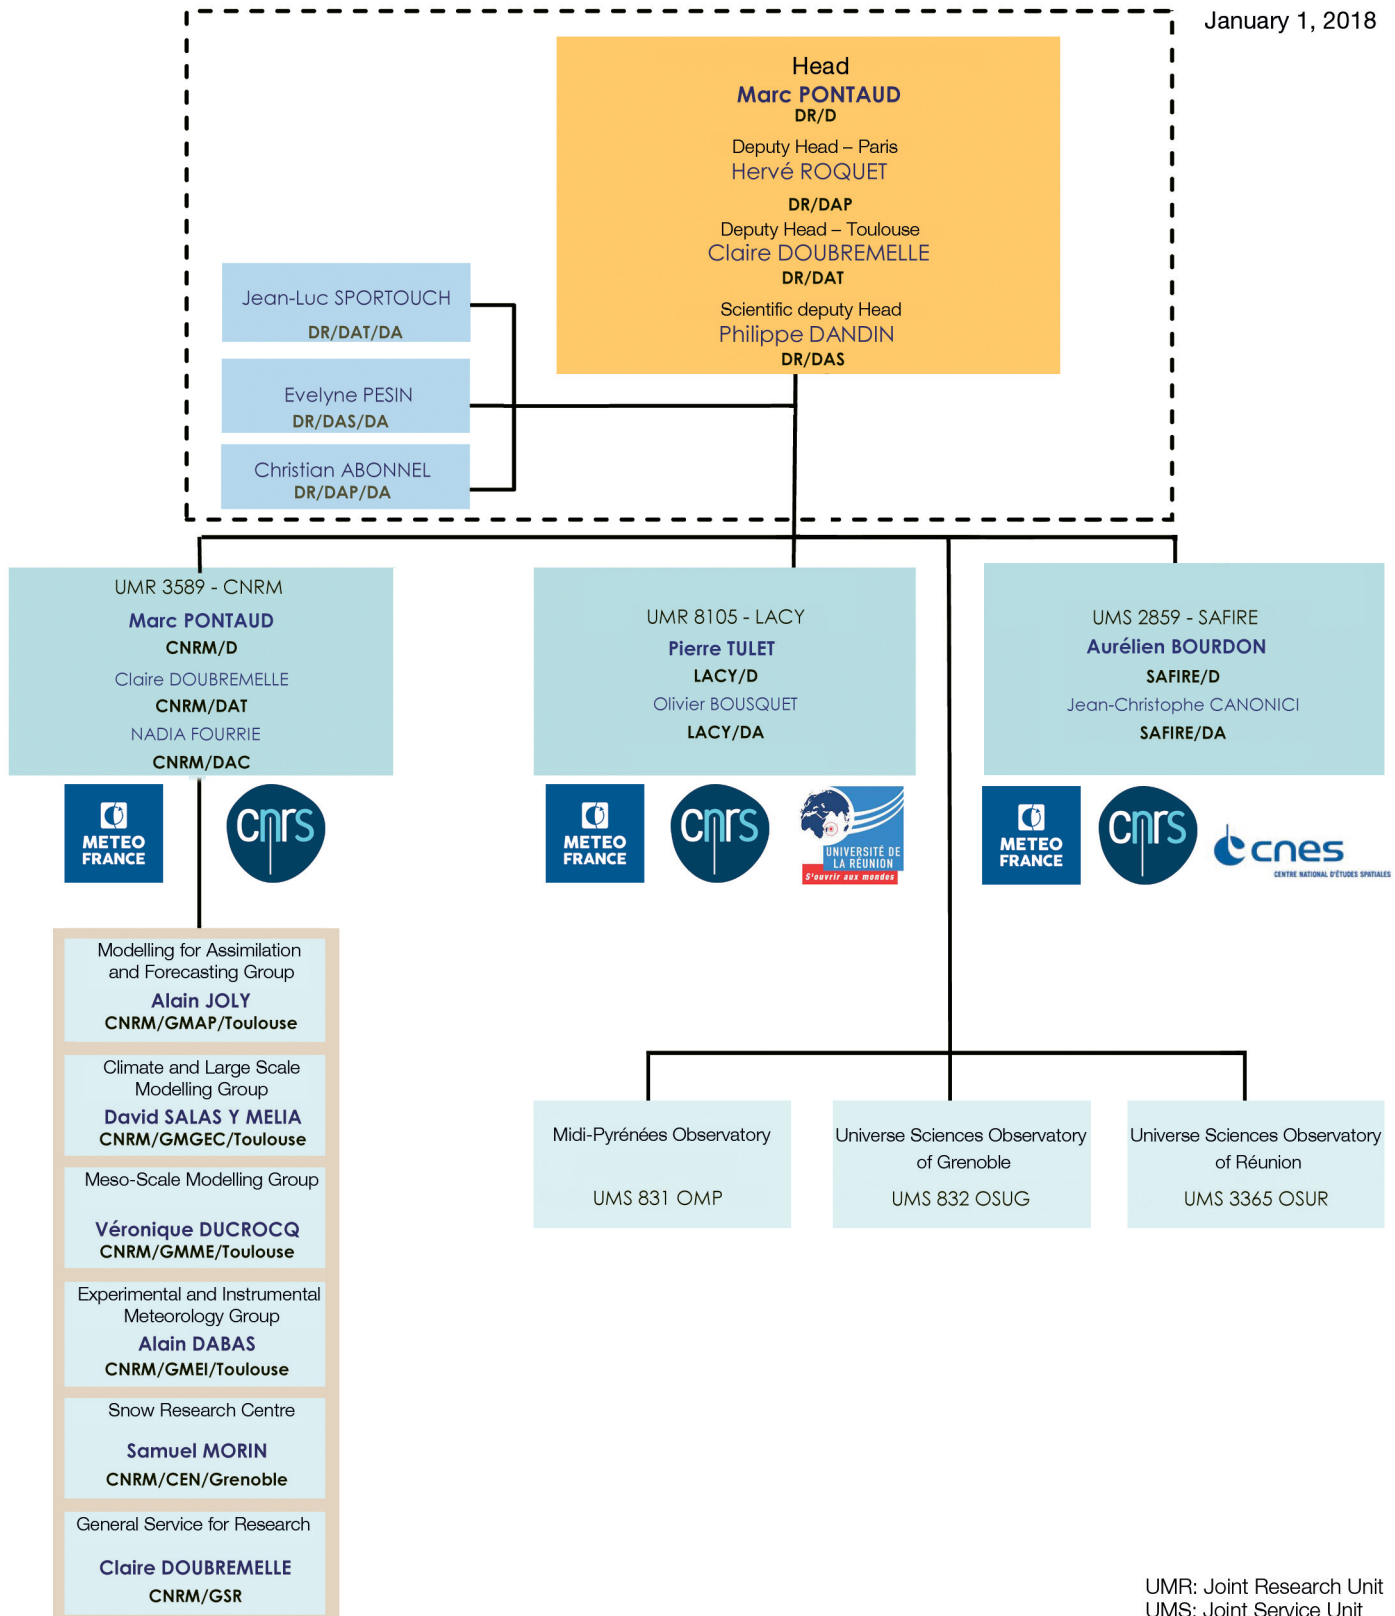 January 1, 2018
Head
Marc PONTAUD
DR/D
Deputy Head – Paris
Hervé ROQUET
DR/DAP
Deputy Head – Toulouse
Claire DOUBREMELLE
DR/DAT
Scientific deputy Head
Philippe DANDIN
DR/DAS
Jean-Luc SPORTOUCH
DR/DAT/DA
Evelyne PESIN
DR/DAS/DA
Christian ABONNEL
DR/DAP/DA
UMR 3589 - CNRM
Marc PONTAUD
CNRM/D
Claire DOUBREMELLE
CNRM/DAT
NADIA FOURRIE
CNRM/DAC
METEO
FRANCE
cnrs
UMR 8105 - LACY
Pierre TULET
LACY/D
Olivier BOUSQUET
LACY/DA
METEO
FRANCE
cnrs
UNIVERSITÉ DE
LA RÉUNION
S'ouvrir aux mondes
UMS 2859 - SAFIRE
Aurélien BOURDON
SAFIRE/D
Jean-Christophe CANONICI
SAFIRE/DA
METEO
FRANCE
cnrs
cnes
CENTRE NATIONAL D'ÉTUDES SPATIALES
Modelling for Assimilation
and Forecasting Group
Alain JOLY
CNRM/GMAP/Toulouse
Climate and Large Scale
Modelling Group
David SALAS Y MELIA
CNRM/GMGEC/Toulouse
Meso-Scale Modelling Group
Véronique DUCROCQ
CNRM/GMME/Toulouse
Experimental and Instrumental
Meteorology Group
Alain DABAS
CNRM/GMEI/Toulouse
Snow Research Centre
Samuel MORIN
CNRM/CEN/Grenoble
General Service for Research
Claire DOUBREMELLE
CNRM/GSR
Midi-Pyrénées Observatory
UMS 831 OMP
Universe Sciences Observatory
of Grenoble
UMS 832 OSUG
Universe Sciences Observatory
of Réunion
UMS 3365 OSUR
UMR: Joint Research Unit
UMS: Joint Service Unit